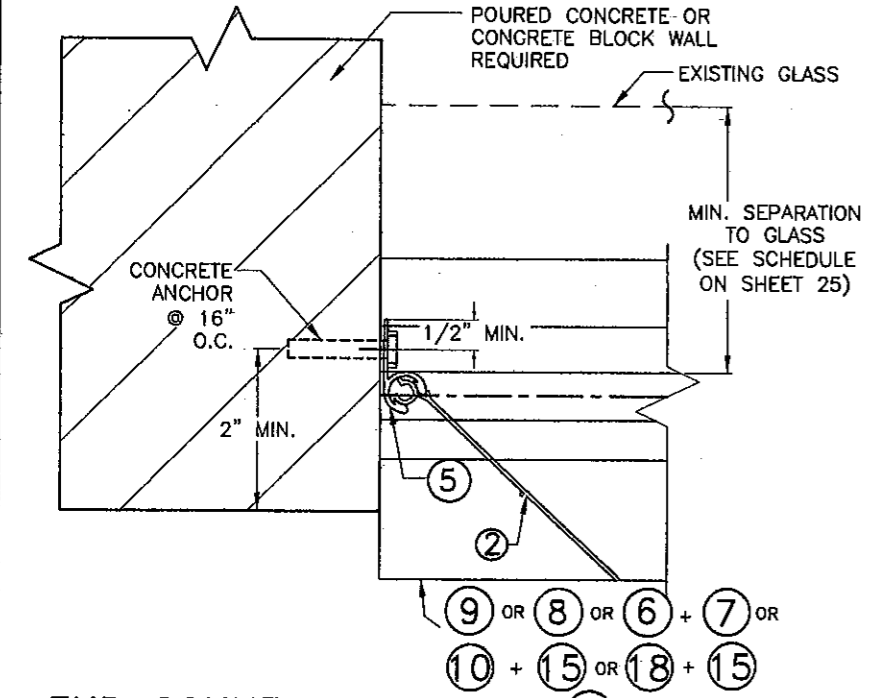 POURED CONCRETE OR
CONCRETE BLOCK WALL
REQUIRED
EXISTING GLASS
MIN. SEPARATION
TO GLASS
(SEE SCHEDULE
ON SHEET 25)
CONCRETE
ANCHOR
@ 16"
O.C.
1/2" MIN.
2" MIN.
5
2
9 OR 8 OR 6 + 7 OR
10 + 15 OR 18 + 15